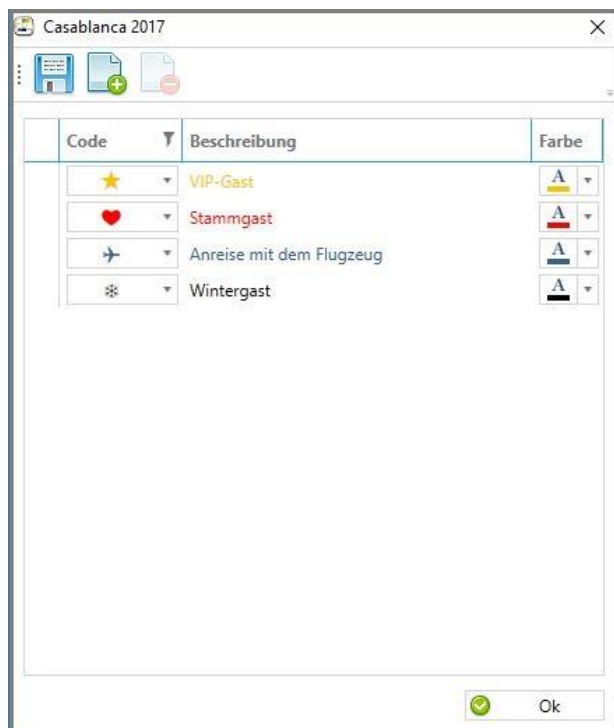 Casablanca 2017
Code Beschreibung Farbe
VIP-Gast A
Stammgast A
Anreise mit dem Flugzeug A
Wintergast A
Ok